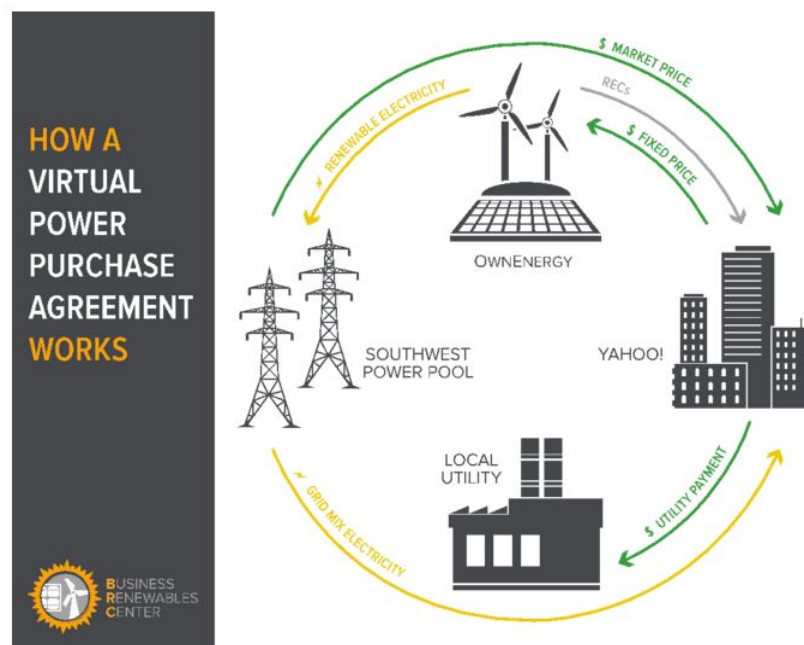 HOW A
VIRTUAL
POWER
PURCHASE
AGREEMENT
WORKS
BUSINESS
RENEWABLES
CENTER
$ MARKET PRICE
RECs
$ FIXED PRICE
RENEWABLE ELECTRICITY
OWNENERGY
SOUTHWEST
POWER POOL
YAHOO!
LOCAL
UTILITY
GRID MIX ELECTRICITY
$ UTILITY PAYMENT